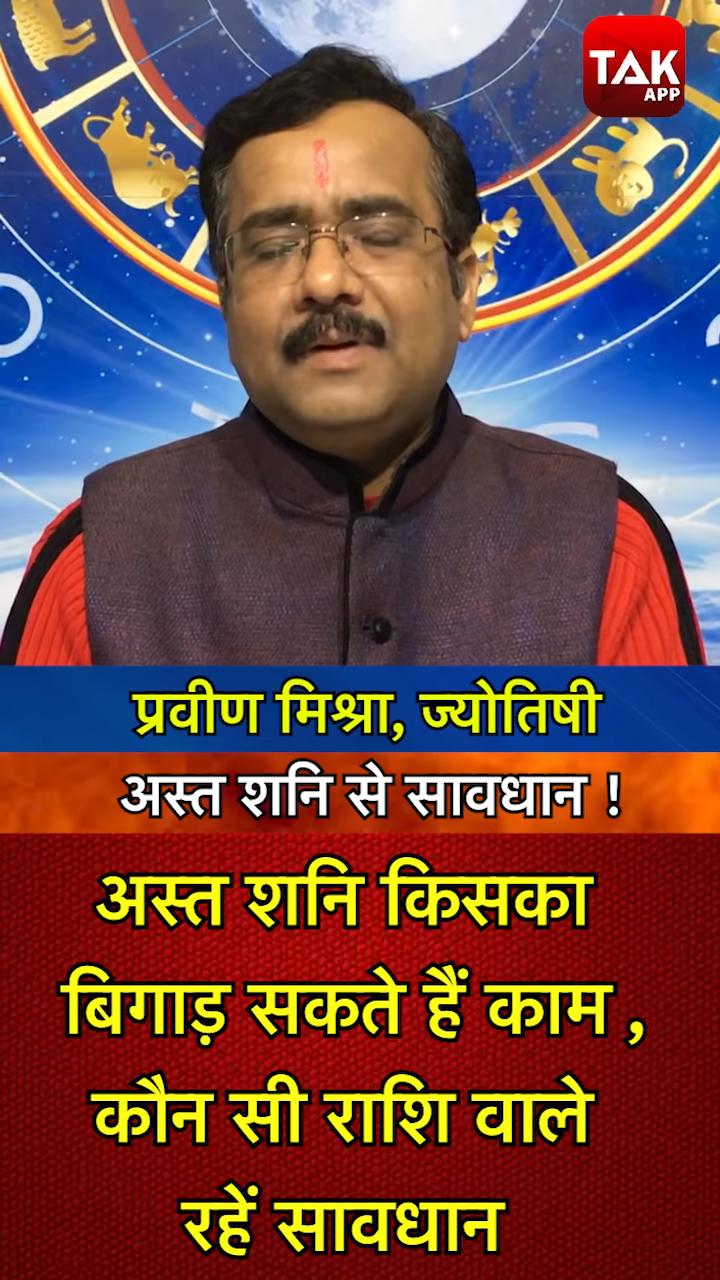 TAK
APP
प्रवीण मिश्रा, ज्योतिषी
अस्त शनि से सावधान !
अस्त शनि किसका
बिगाड़ सकते हैं काम ,
कौन सी राशि वाले
रहें सावधान